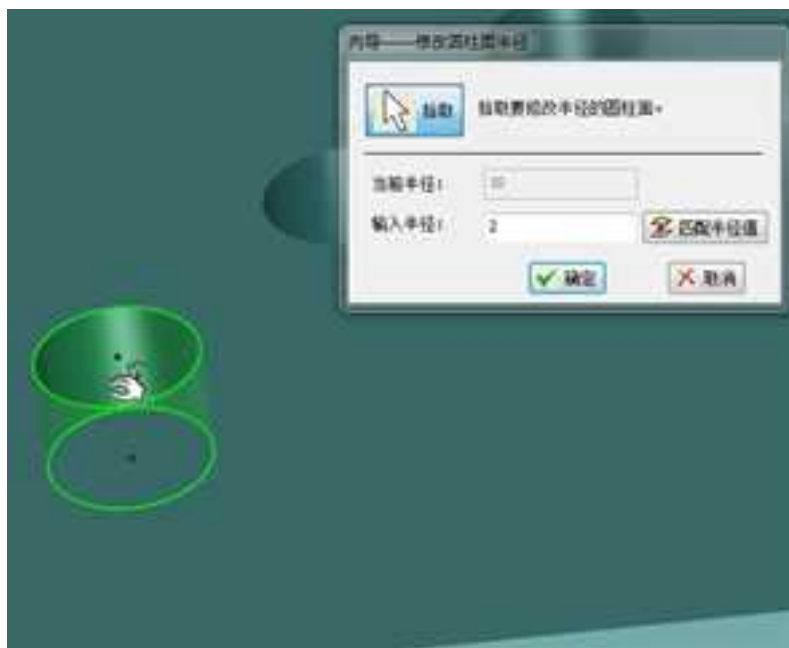 向导——修改圆柱面半径
拾取 拾取要修改半径的圆柱面。
当前半径：
输入半径： 2 匹配半径值
确定 取消